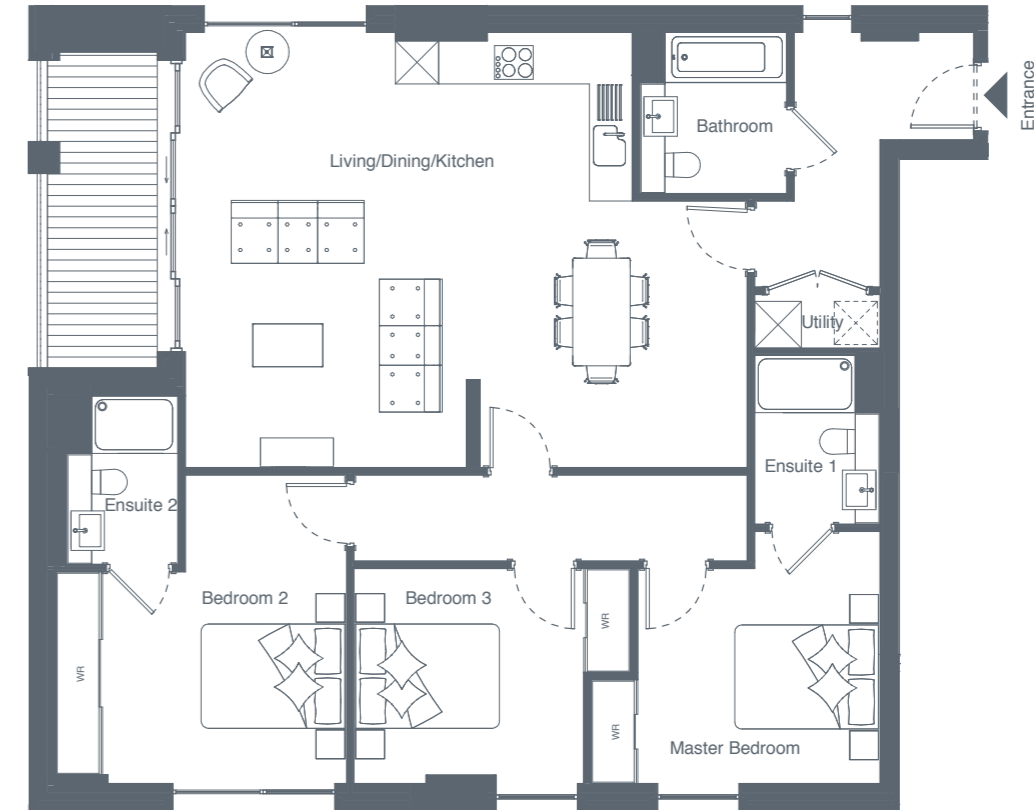 Entrance
Bathroom
Living/Dining/Kitchen
Utility
Ensuite 1
Ensuite 2
Bedroom 2
Bedroom 3
WR
WR
WR
Master Bedroom